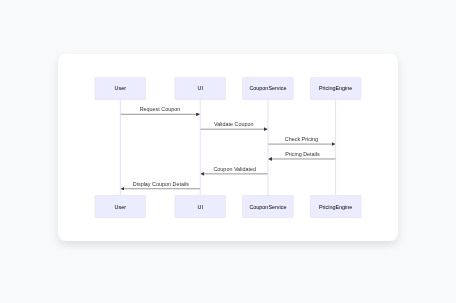 User UI CouponService PricingEngine
Request Coupon
Validate Coupon
Check Pricing
Pricing Details
Coupon Validated
Display Coupon Details
User UI CouponService PricingEngine